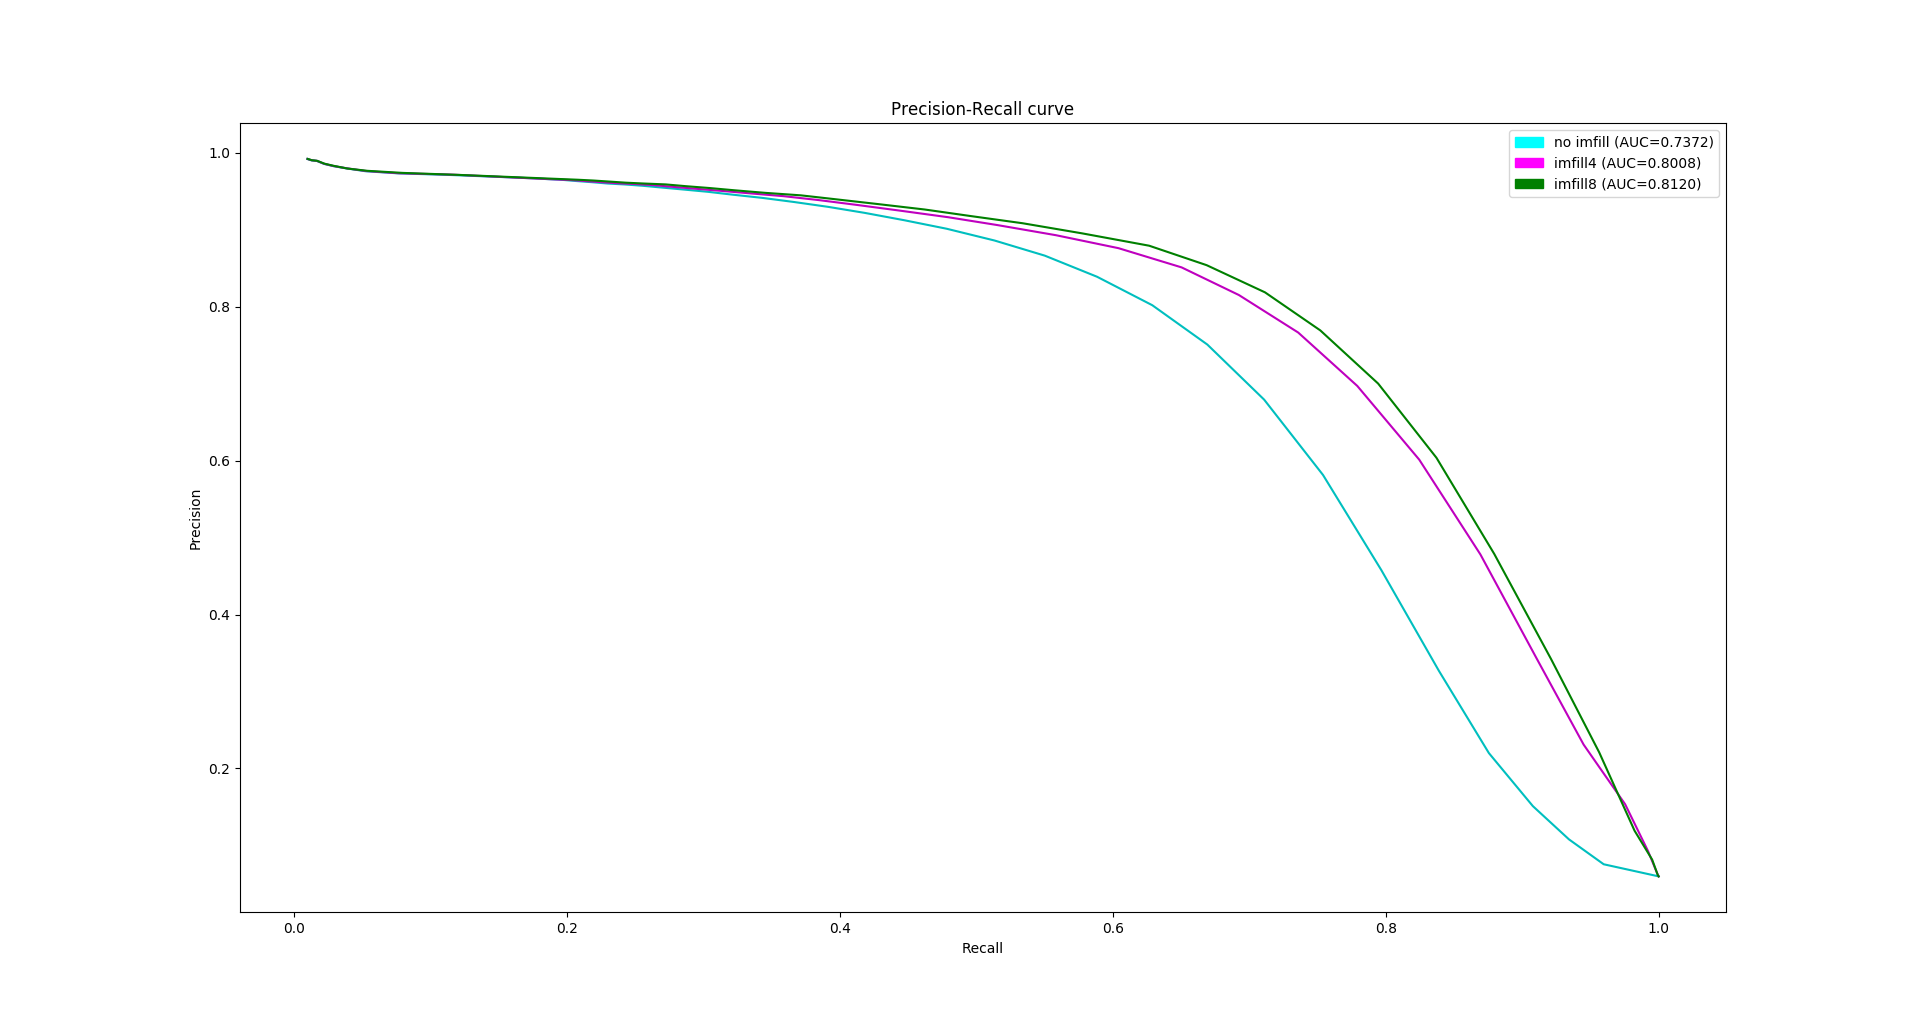 Precision-Recall curve
no imfill (AUC=0.7372)
imfill4 (AUC=0.8008)
imfill8 (AUC=0.8120)
1.0
0.8
0.6
0.4
0.2
Precision
0.0 0.2 0.4 0.6 0.8 1.0
Recall